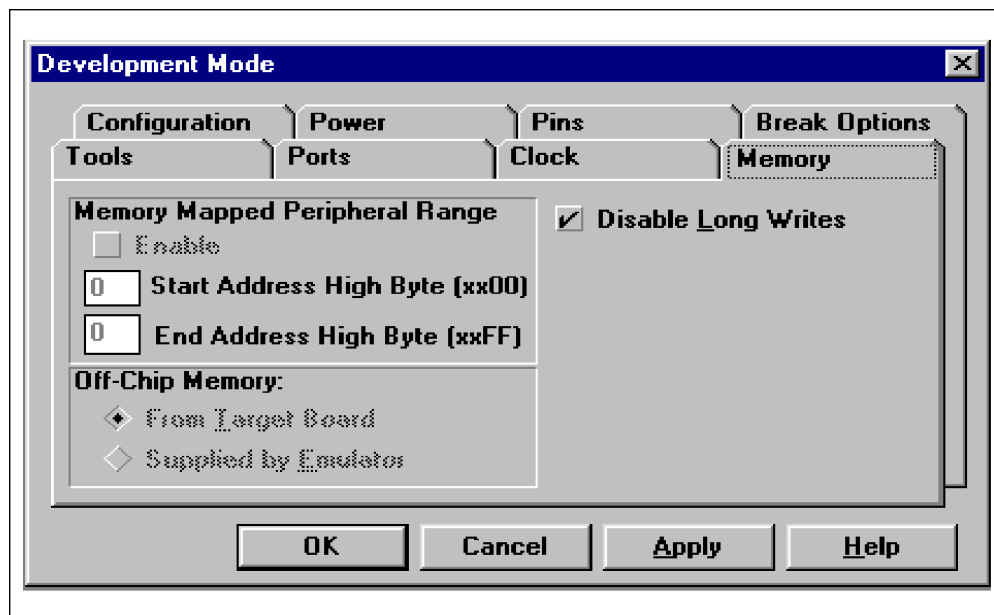 Development Mode
Configuration Power Pins Break Options
Tools Ports Clock Memory
Memory Mapped Peripheral Range
Enable
0 Start Address High Byte (xx00)
0 End Address High Byte (xxFF)
Off-Chip Memory:
From Target Board
Supplied by Emulator
Disable Long Writes
OK Cancel Apply Help